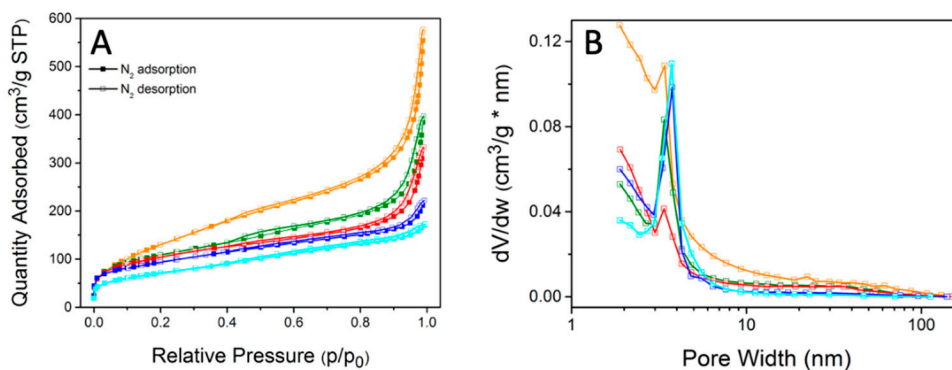 A
Quantity Adsorbed (cm³/g STP)
600
500
400
300
200
100
0
N₂ adsorption
N₂ desorption
0.0 0.2 0.4 0.6 0.8 1.0
Relative Pressure (p/p₀)
B
dV/dw (cm³/g * nm)
0.12
0.08
0.04
0.00
1 10 100
Pore Width (nm)